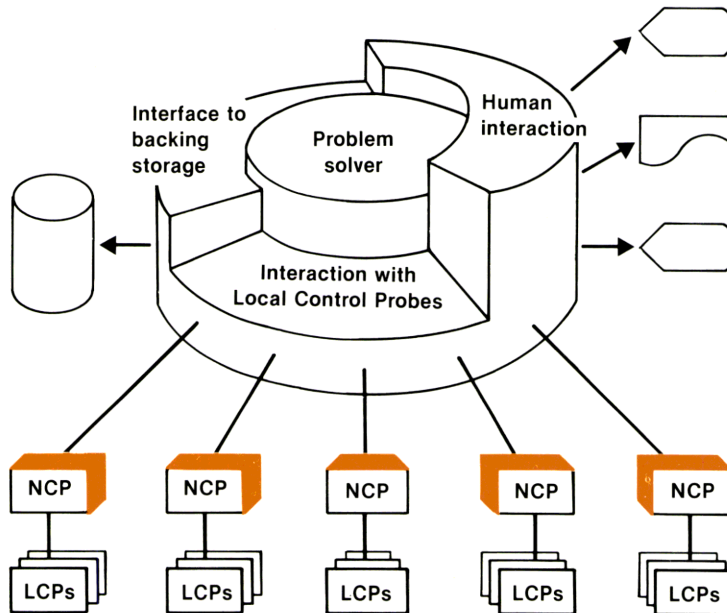 Interface to
backing
storage
Problem
solver
Human
interaction
Interaction with
Local Control Probes
NCP
NCP
NCP
NCP
NCP
LCPs
LCPs
LCPs
LCPs
LCPs